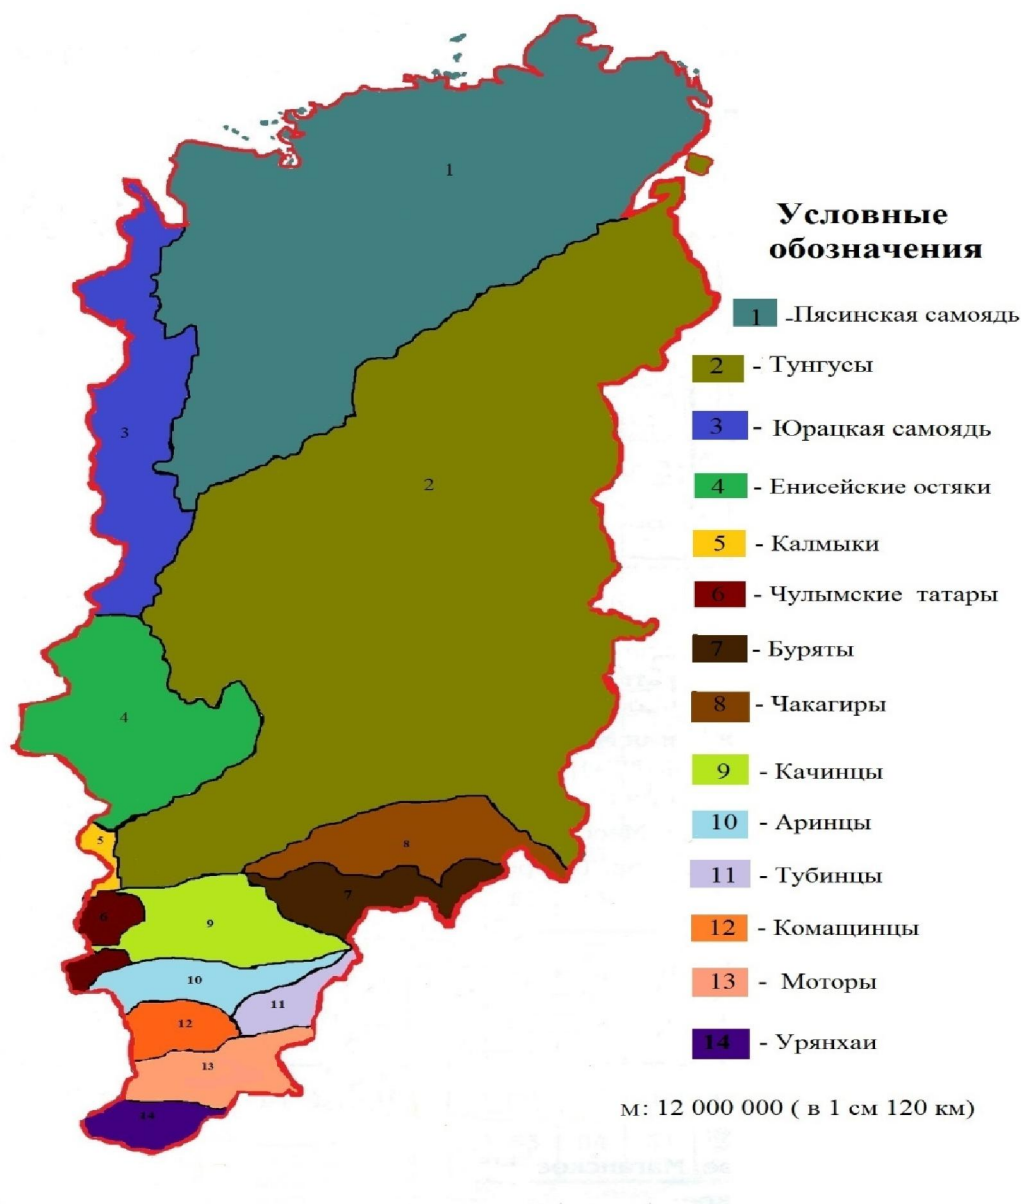 1
3
2
4
5
8
7
6
9
10
11
12
13
14
Условные
обозначения
1 -Пясинская самоядь
2 - Тунгусы
3 - Юрацкая самоядь
4 - Енисейские остяки
5 - Калмыки
6 - Чулымские татары
7 - Буряты
8 - Чакагиры
9 - Качинцы
10 - Аринцы
11 - Тубинцы
12 - Комащинцы
13 - Моторы
14 - Урянхаи
м: 12 000 000 ( в 1 см 120 км)